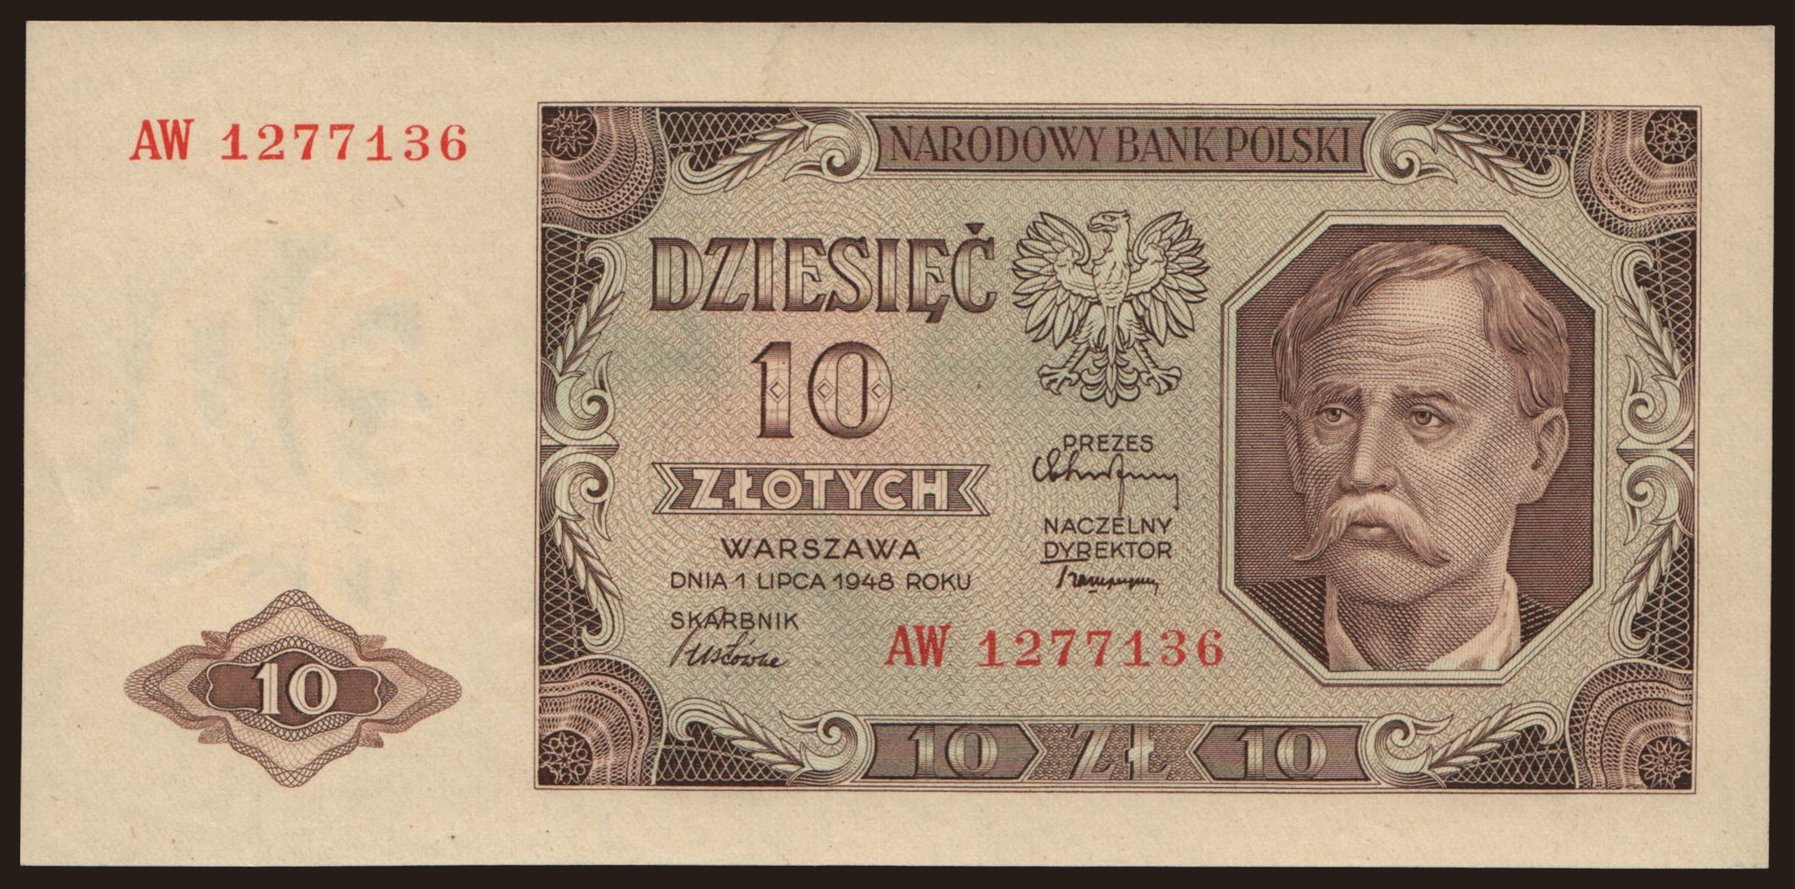 AW 1277136
NARODOWY BANK POLSKI
DZIESIĘĆ
10
ZŁOTYCH
WARSZAWA
DNIA 1 LIPCA 1948 ROKU
SKARBNIK
PREZES
NACZELNY
DYREKTOR
AW 1277136
10
10 ZŁ 10